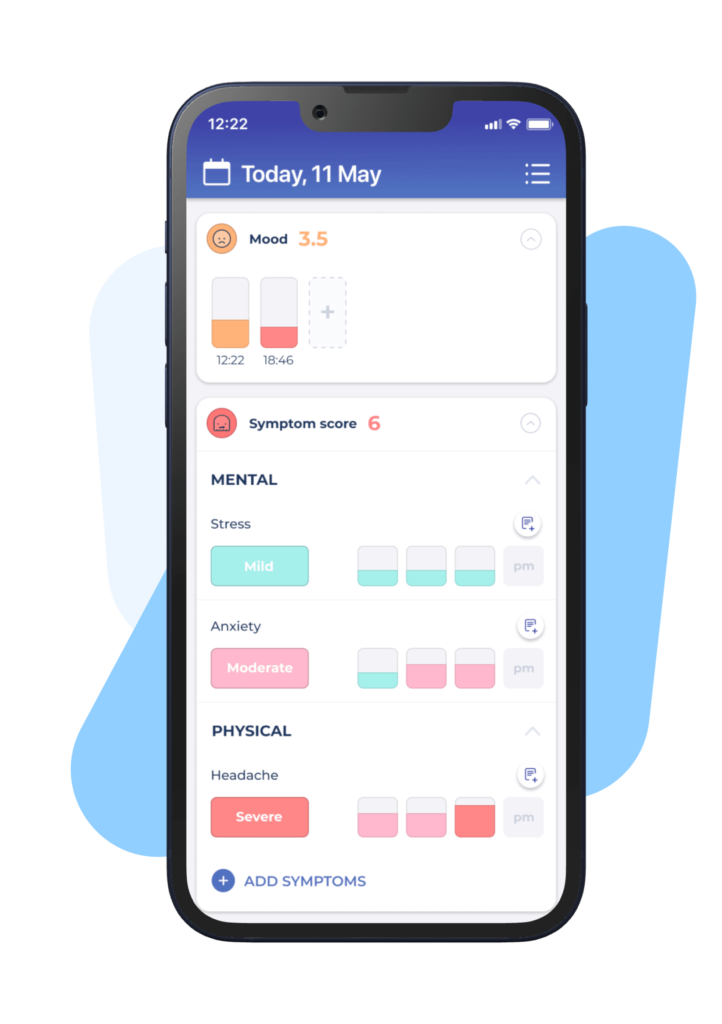 12:22
Today, 11 May
Mood 3.5
+
12:22 18:46
Symptom score 6
MENTAL
Stress
Mild pm
Anxiety
Moderate pm
PHYSICAL
Headache
Severe pm
+ ADD SYMPTOMS